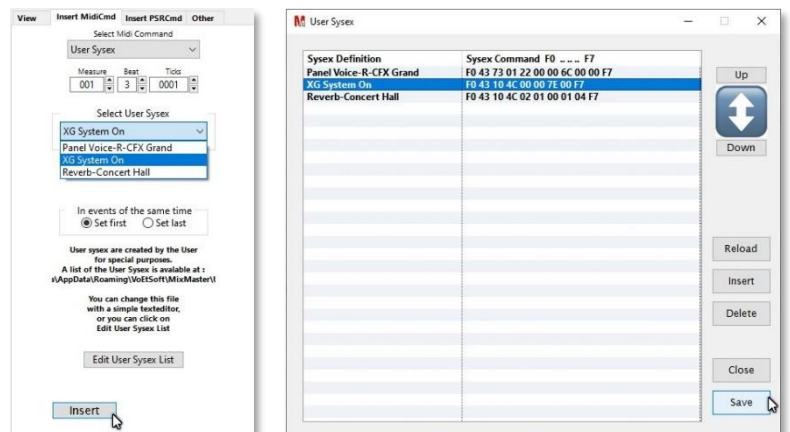 View Insert MidiCmd Insert PSRCmd Other
Select Midi Command
User Sysex
Measure Beat Ticks
001 3 0001
Select User Sysex
XG System On
Panel Voice-R-CFX Grand
XG System On
Reverb-Concert Hall
In events of the same time
Set first Set last
User sysex are created by the User
for special purposes.
A list of the User Sysex is avalable at :
\AppData\Roaming\VoEtSoft\MixMaster\
You can change this file
with a simple texteditor,
or you can click on
Edit User Sysex List
Edit User Sysex List
Insert
User Sysex
Sysex Definition Sysex Command F0 .. .. .. F7
Panel Voice-R-CFX Grand F0 43 73 01 22 00 00 6C 00 00 F7
XG System On F0 43 10 4C 00 00 7E 00 F7
Reverb-Concert Hall F0 43 10 4C 02 01 00 01 04 F7
Up
Down
Reload
Insert
Delete
Close
Save